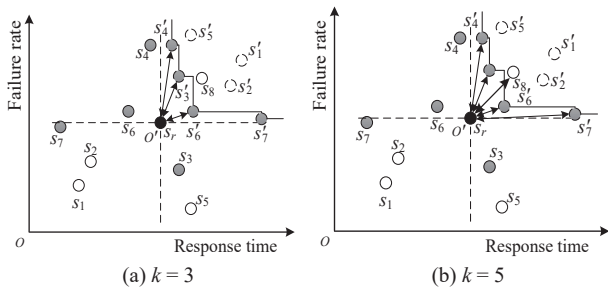 Failure rate
s'4
s'5
s4
s'1
s'3
s8
s'2
s6
s7
O'
sr
s'6
s'7
s2
s3
s1
s5
O
Response time
(a) k = 3
Failure rate
s'4
s'5
s4
s'1
s8
s'2
s6
s'6
s7
O'
sr
s'7
s2
s3
s1
s5
O
Response time
(b) k = 5